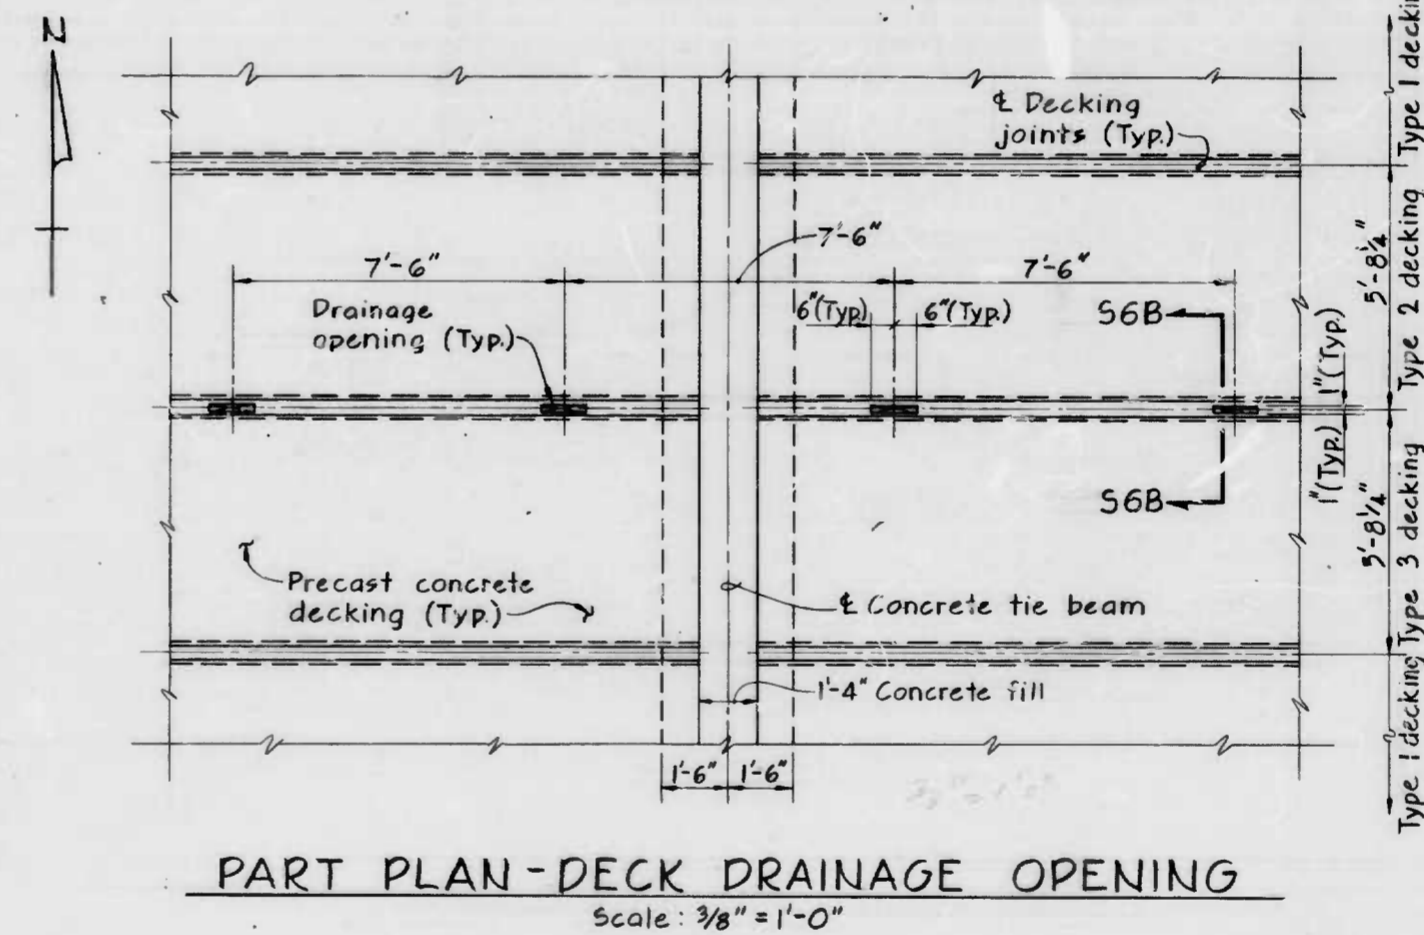 N
℄ Decking
joints (Typ.)
7'-6"
7'-6"
7'-6"
Drainage
opening (Typ.)
6"(Typ.)
6"(Typ.)
S6B
S6B
Precast concrete
decking (Typ.)
℄ Concrete tie beam
1'-4" Concrete fill
1'-6"
1'-6"
1"(Typ.)
1"(Typ.)
5'-8¼"
5'-8¼"
Type 1 decking
Type 2 decking
Type 3 decking
Type 1 decking
PART PLAN-DECK DRAINAGE OPENING
Scale: 3/8" = 1'-0"